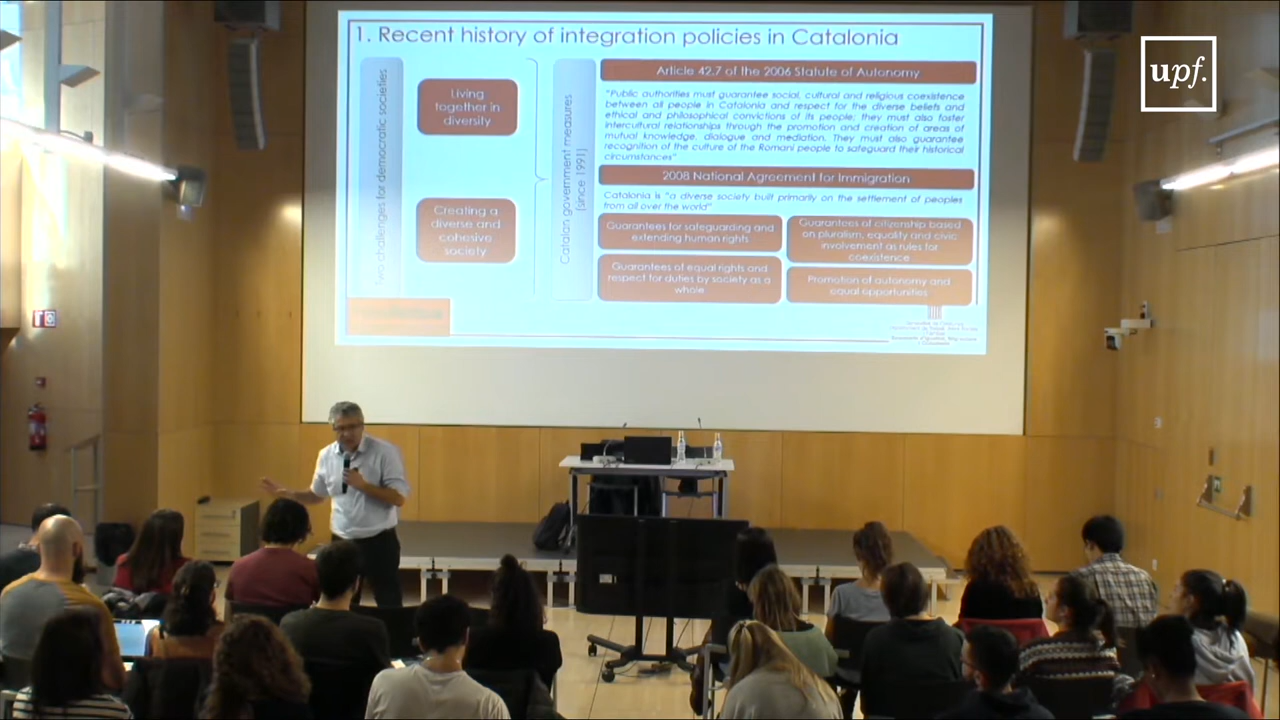 1. Recent history of integration policies in Catalonia
upf.
Two challenges for democratic societies
Living
together in
diversity
Creating a
diverse and
cohesive
society
Catalan government measures
(since 1991)
Article 42.7 of the 2006 Statute of Autonomy
"Public authorities must guarantee social, cultural and religious coexistence
between all people in Catalonia and respect for the diverse beliefs and
ethical and philosophical convictions of its people; they must also foster
intercultural relationships through the promotion and creation of areas of
mutual knowledge, dialogue and mediation. They must also guarantee
recognition of the culture of the Romani people to safeguard their historical
circumstances"
2008 National Agreement for Immigration
Catalonia is "a diverse society built primarily on the settlement of peoples
from all over the world"
Guarantees for safeguarding and
extending human rights
Guarantees of citizenship based
on pluralism, equality and civic
involvement as rules for
coexistence
Guarantees of equal rights and
respect for duties by society as a
whole
Promotion of autonomy and
equal opportunities